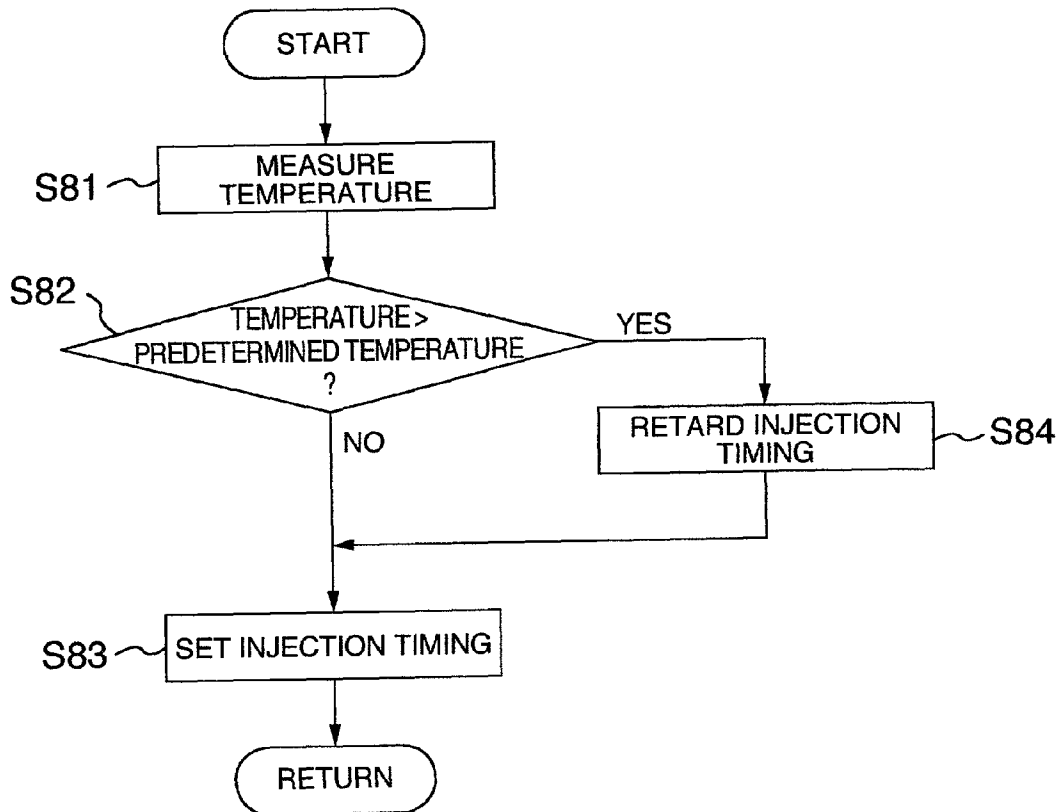 START
S81
MEASURE
TEMPERATURE
S82
TEMPERATURE >
PREDETERMINED TEMPERATURE
?
YES
NO
RETARD INJECTION
TIMING
S84
S83
SET INJECTION TIMING
RETURN